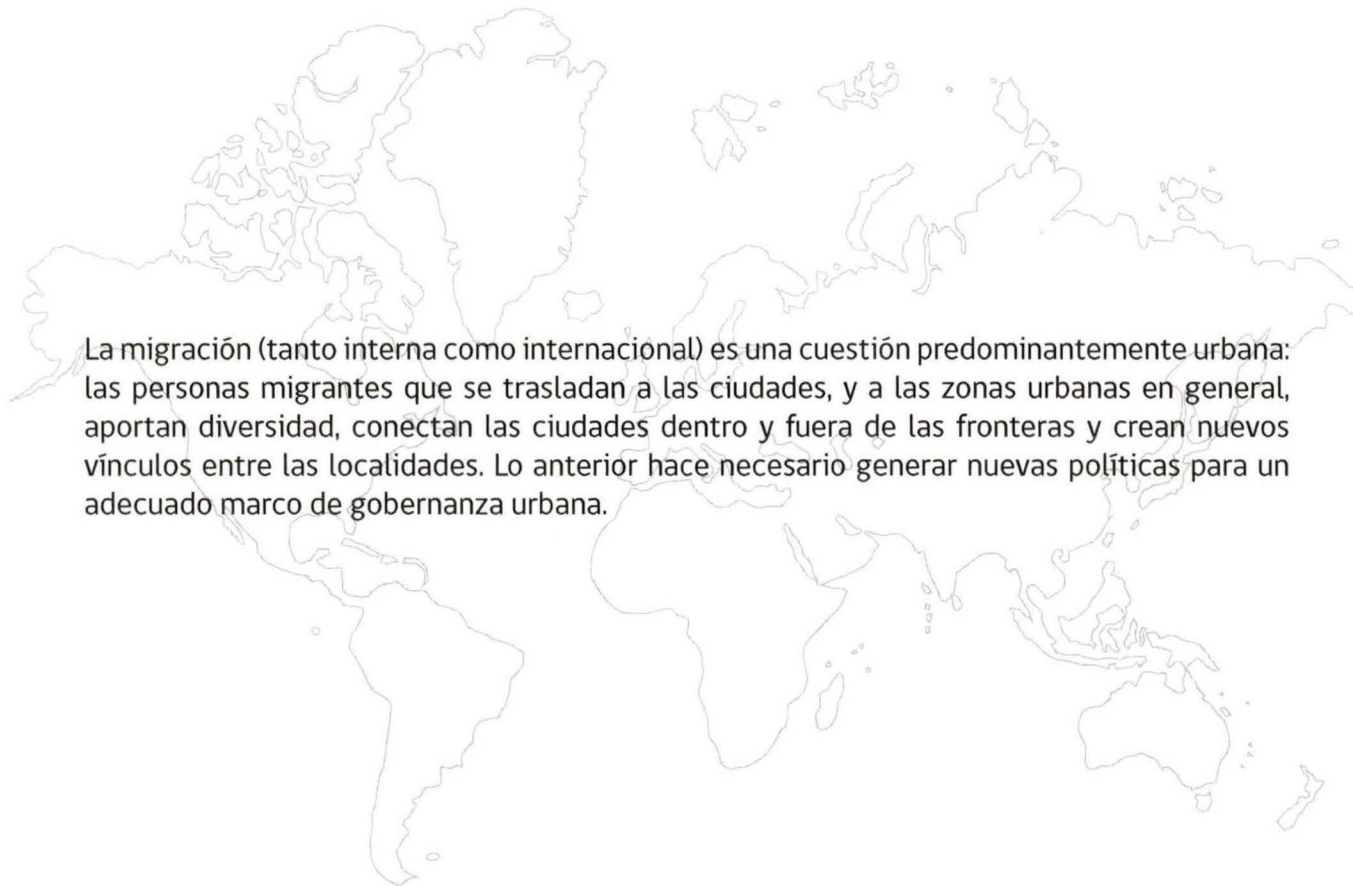 La migración (tanto interna como internacional) es una cuestión predominantemente urbana:
las personas migrantes que se trasladan a las ciudades, y a las zonas urbanas en general,
aportan diversidad, conectan las ciudades dentro y fuera de las fronteras y crean nuevos
vínculos entre las localidades. Lo anterior hace necesario generar nuevas políticas para un
adecuado marco de gobernanza urbana.